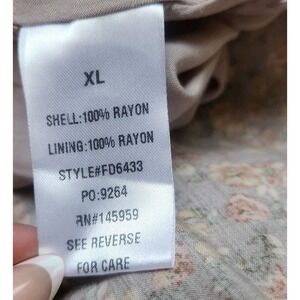 XL
SHELL:100% RAYON
LINING:100% RAYON
STYLE#FD6433
PO:9264
RN#145959
SEE REVERSE
FOR CARE